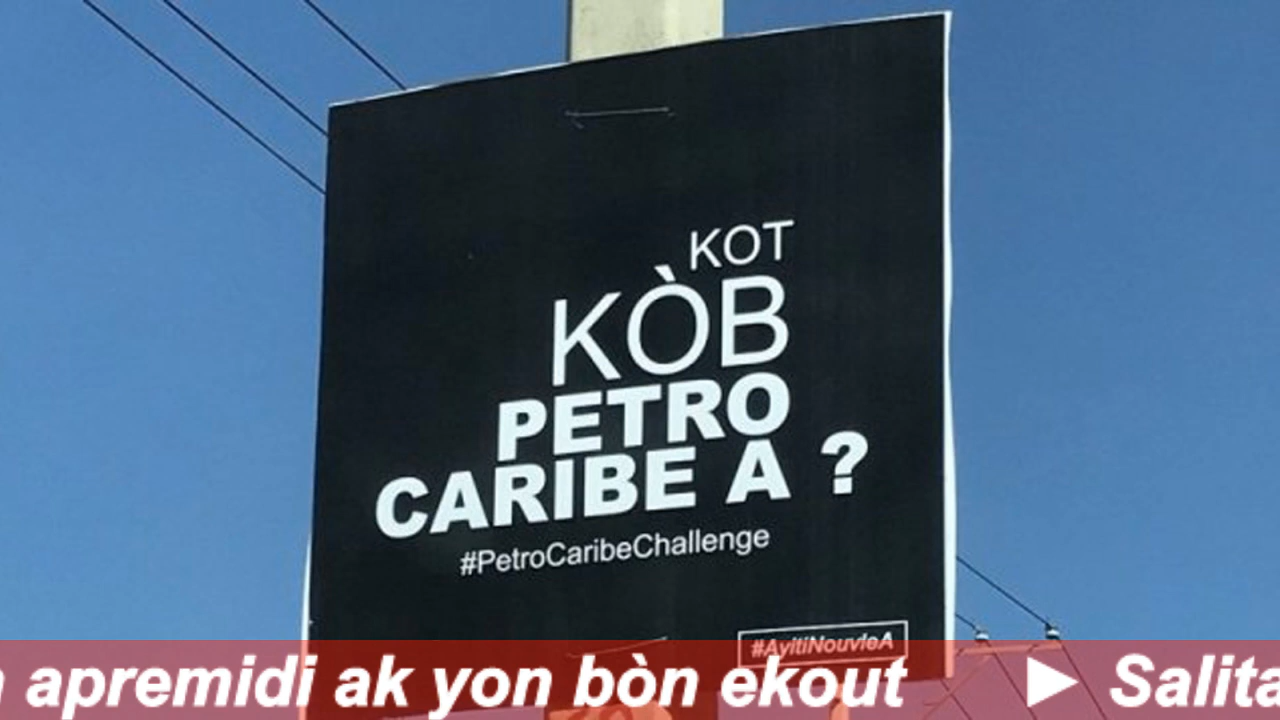 KOT
KÒB
PETRO
CARIBE A ?
#PetroCaribeChallenge
#AyitiNouvleA
apremidi ak yon bòn ekout ► Salita